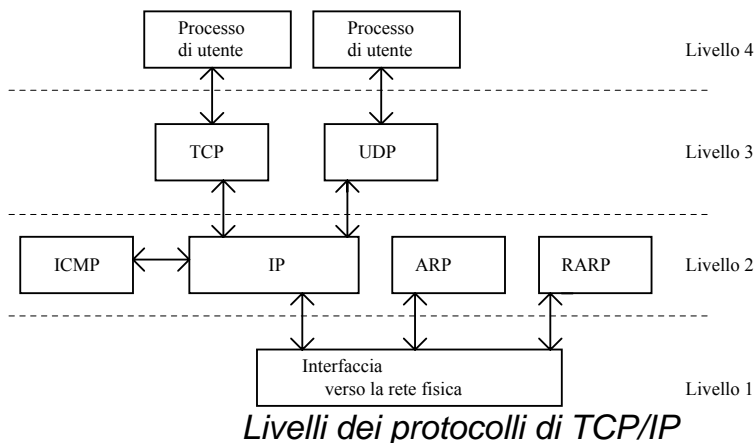 Processo
di utente
Processo
di utente
Livello 4
TCP
UDP
Livello 3
ICMP
IP
ARP
RARP
Livello 2
Interfaccia
verso la rete fisica
Livello 1
Livelli dei protocolli di TCP/IP